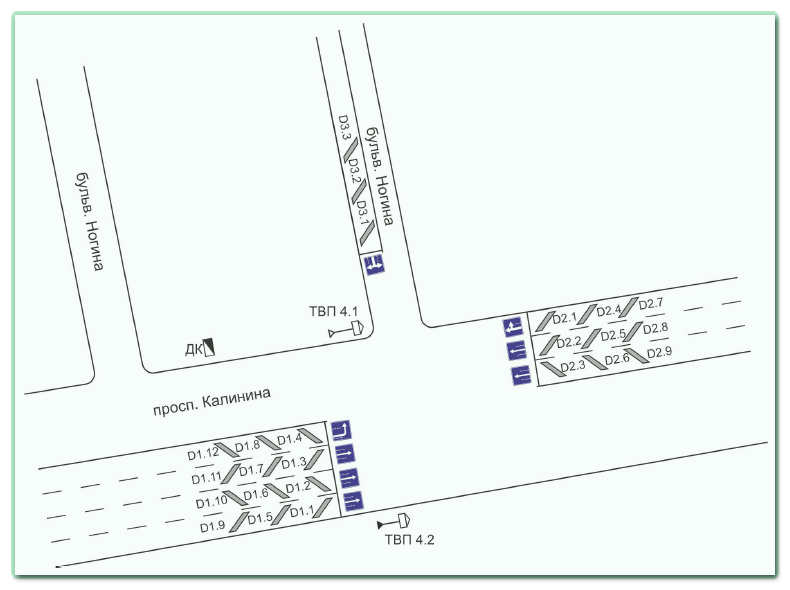 бульв. Ногина
D3.3
D3.2
D3.1
бульв. Ногина
ТВП 4.1
ДК
просп. Калинина
D2.1 D2.4 D2.7
D2.2 D2.5 D2.8
D2.3 D2.6 D2.9
D1.12 D1.8 D1.4
D1.11 D1.7 D1.3
D1.10 D1.6 D1.2
D1.9 D1.5 D1.1
ТВП 4.2